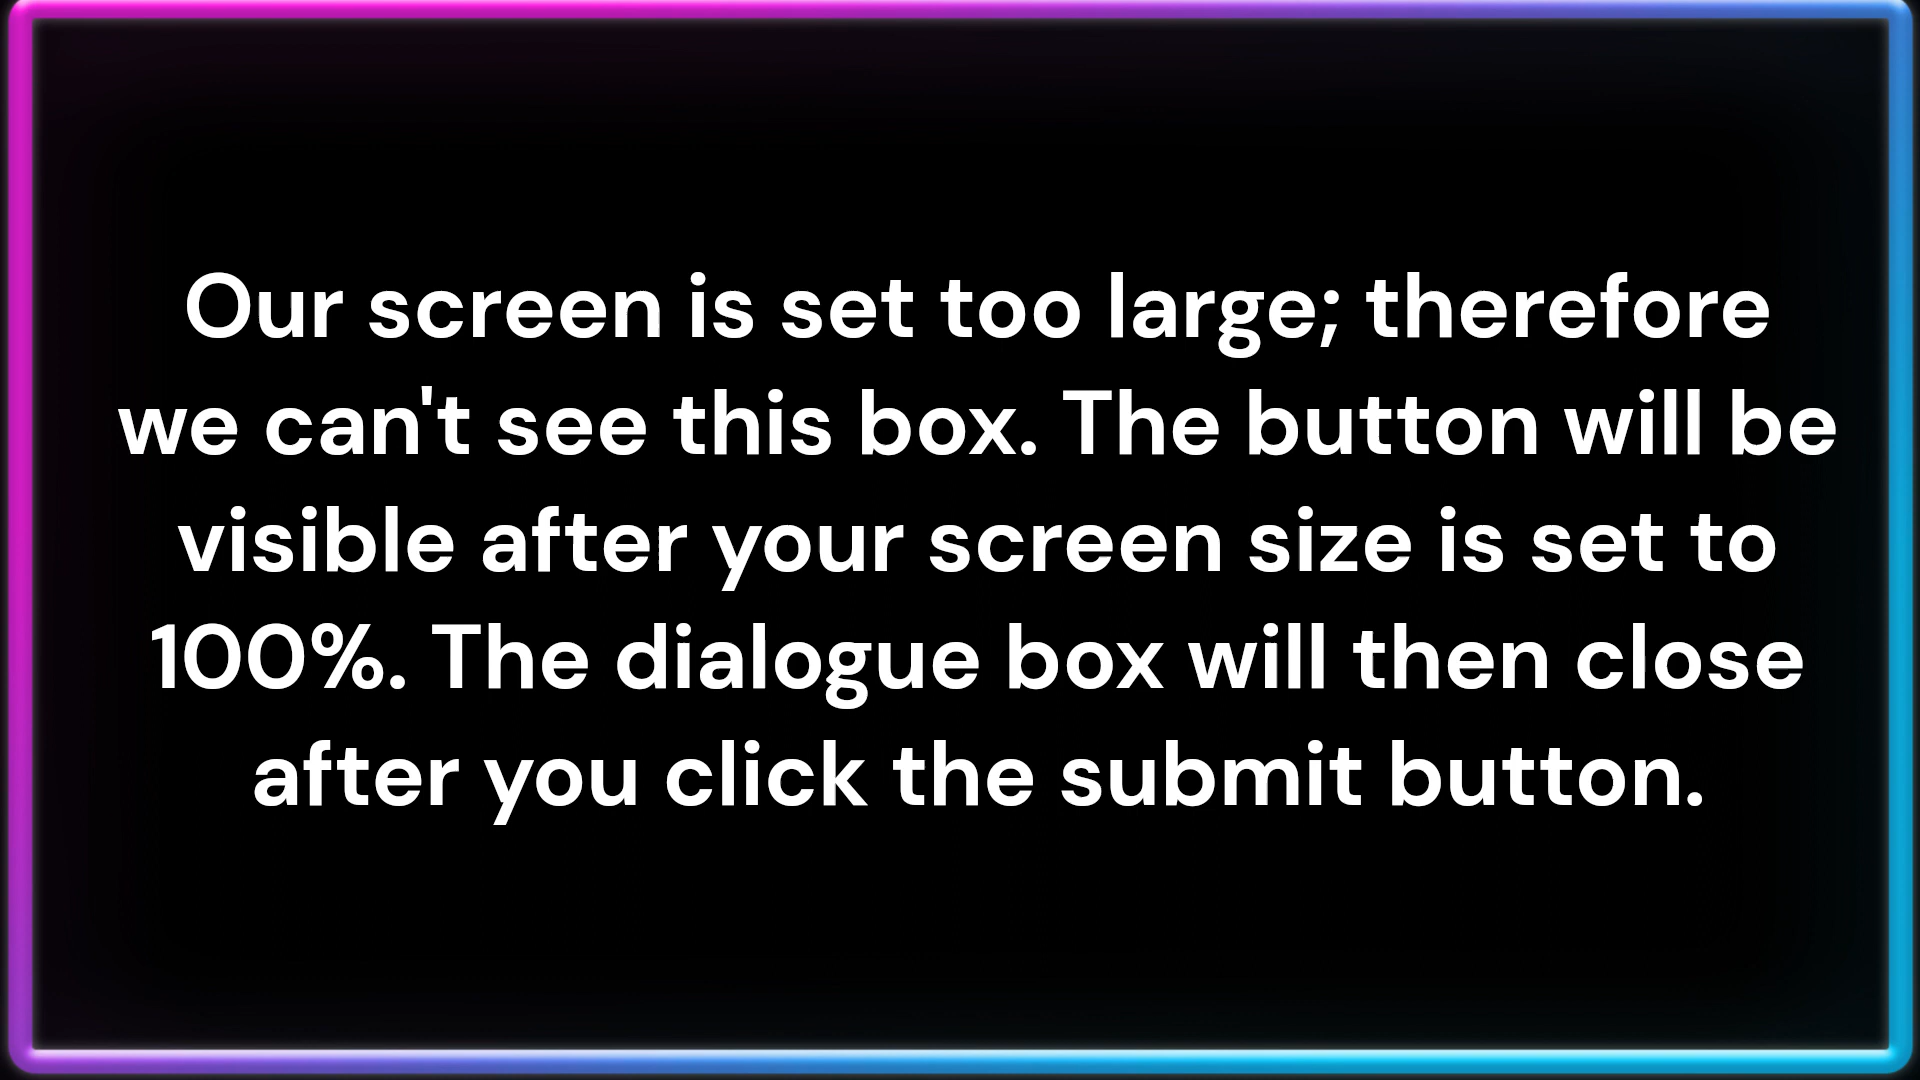 Our screen is set too large; therefore
we can't see this box. The button will be
visible after your screen size is set to
100%. The dialogue box will then close
after you click the submit button.